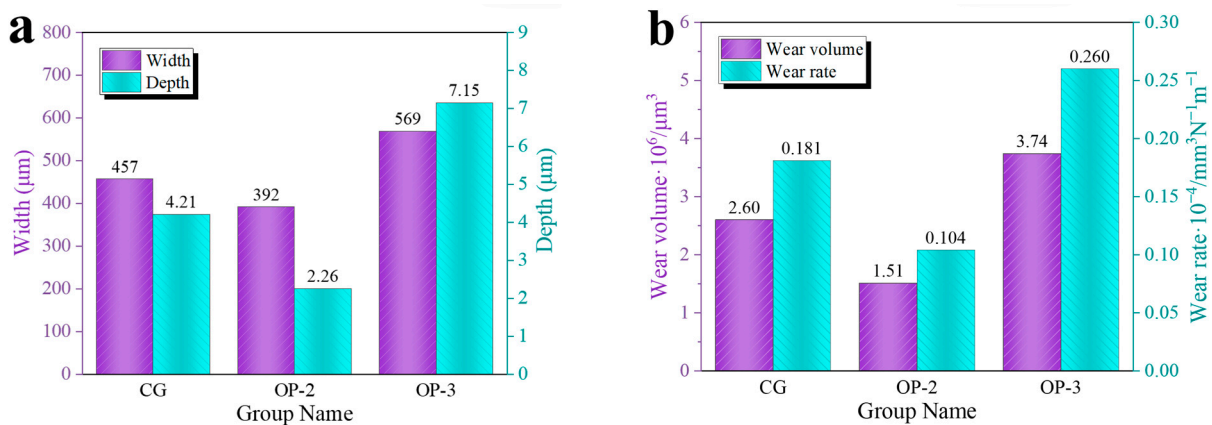 a
800
700
600
500
400
300
200
100
0
Width (μm)
Width
Depth
457
4.21
392
2.26
569
7.15
9
8
7
6
5
4
3
2
1
0
Depth (μm)
CG
OP-2
OP-3
Group Name
b
6
5
4
3
2
1
0
Wear volume·10⁶/μm³
Wear volume
Wear rate
2.60
0.181
1.51
0.104
3.74
0.260
0.30
0.25
0.20
0.15
0.10
0.05
0.00
Wear rate·10⁻⁴/mm³N⁻¹m⁻¹
CG
OP-2
OP-3
Group Name